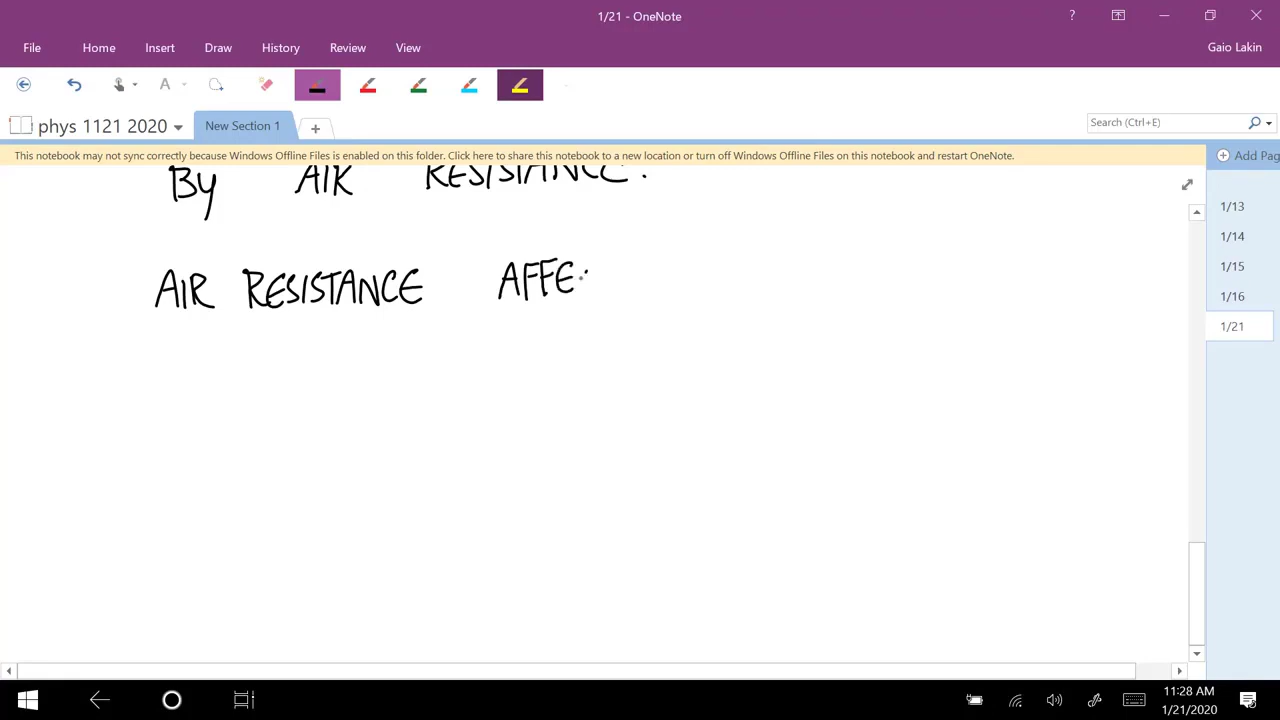 1/21 - OneNote
?
File Home Insert Draw History Review View
Gaio Lakin
A
phys 1121 2020
New Section 1
+
Search (Ctrl+E)
This notebook may not sync correctly because Windows Offline Files is enabled on this folder. Click here to share this notebook to a new location or turn off Windows Offline Files on this notebook and restart OneNote.
Add Pag
By AIR RESISTANCE.
1/13
1/14
1/15
1/16
1/21
AIR RESISTANCE AFFE
11:28 AM
1/21/2020